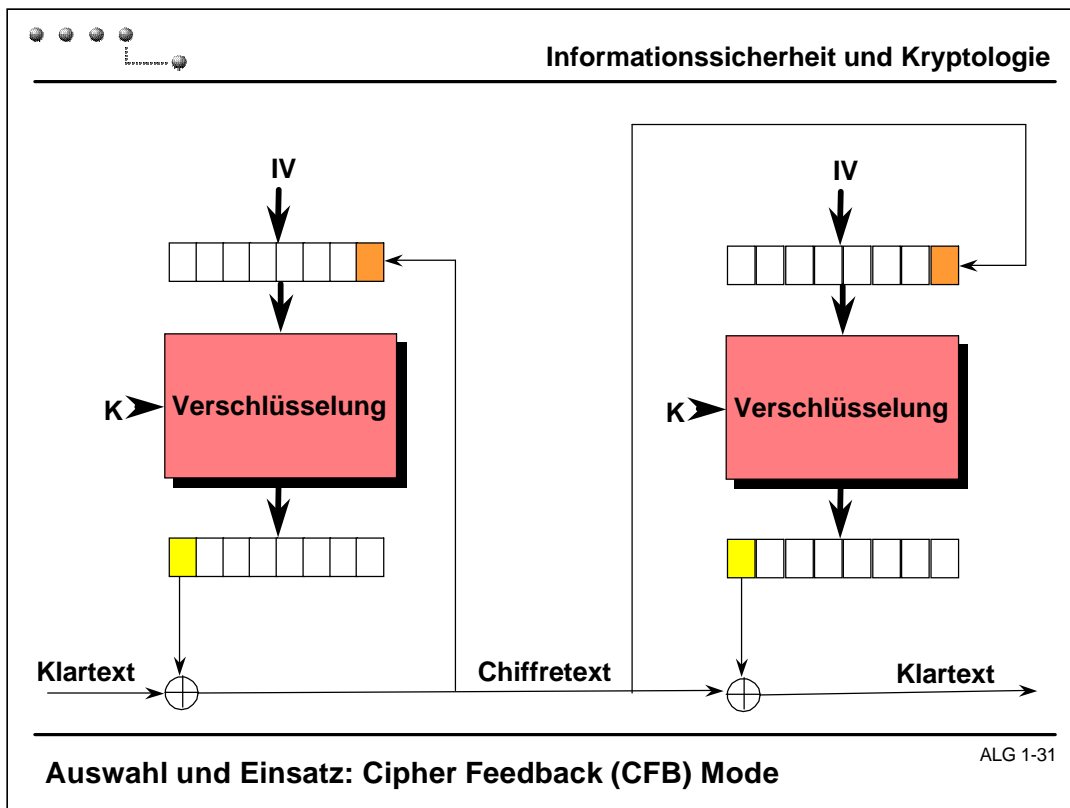 Informationssicherheit und Kryptologie
IV
IV
K
Verschlüsselung
K
Verschlüsselung
Klartext
Chiffretext
Klartext
Auswahl und Einsatz: Cipher Feedback (CFB) Mode
ALG 1-31